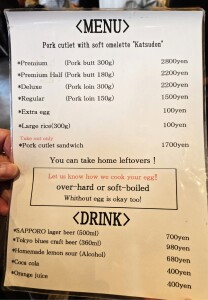 <MENU>
Pork cutlet with soft omelette "Katsudon"
*Premium (Pork butt 300g) 2800yen
*Premium Half (Pork butt 180g) 2200yen
*Deluxe (Pork loin 300g) 2200yen
*Regular (Pork loin 150g) 1500yen
*Extra egg 100yen
*Large rice(300g) 100yen
Take out only
*Pork cutlet sandwich 1700yen
You can take home leftovers !
Let us know how we cook your egg!
over-hard or soft-boiled
Whithout egg is okay too!
<DRINK>
*SAPPORO lager beer (500ml) 700yen
*Tokyo blues craft beer (360ml) 980yen
*Homemade lemon sour (Alcohol) 680yen
*Coca cola 400yen
*Orange juice 400yen